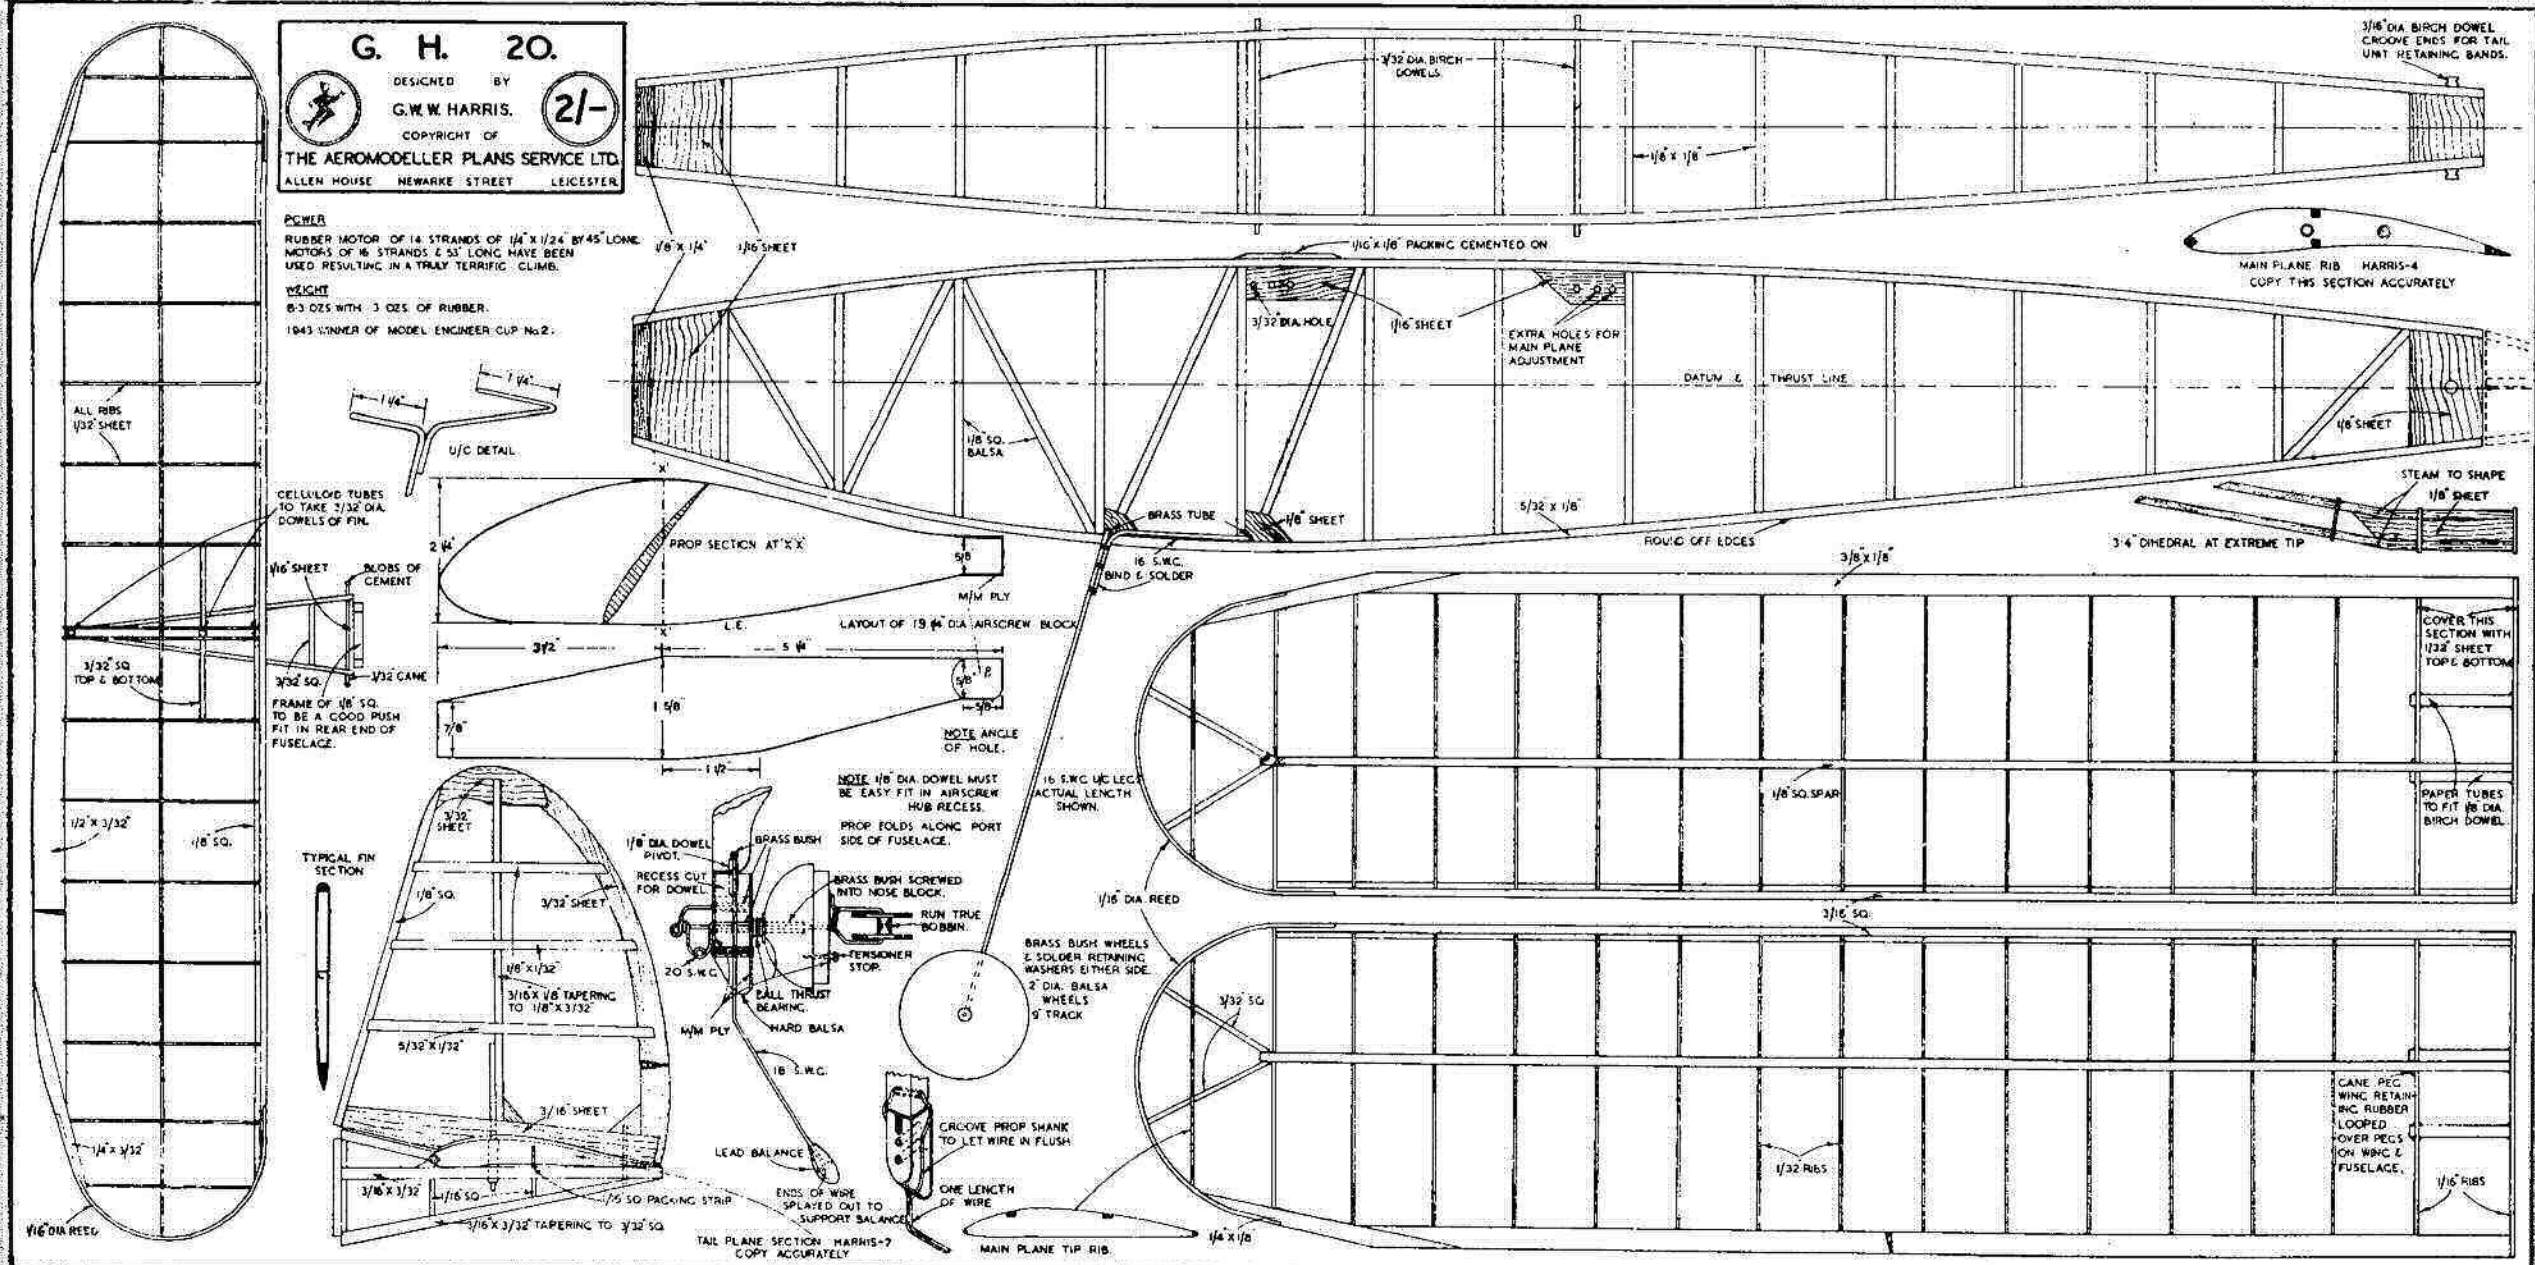 G. H. 20.
DESIGNED BY
G.W.W. HARRIS.
2/-
COPYRIGHT OF
THE AEROMODELLER PLANS SERVICE LTD.
ALLEN HOUSE NEWARKE STREET LEICESTER
POWER
RUBBER MOTOR OF 14 STRANDS OF 1/4" X 1/24" BY 45" LONG.
MOTORS OF 16 STRANDS & 53" LONG HAVE BEEN
USED RESULTING IN A TRULY TERRIFIC CLIMB.
WEIGHT
8·3 OZS WITH 3 OZS OF RUBBER.
1943 WINNER OF MODEL ENGINEER CUP No2.
1/8" X 1/4"
1/16" SHEET
3/32" DIA. BIRCH
DOWELS.
1/8" X 1/8"
3/16" DIA BIRCH DOWEL
GROOVE ENDS FOR TAIL
UNIT RETAINING BANDS.
MAIN PLANE RIB HARRIS-4
COPY THIS SECTION ACCURATELY
1/16" X 1/8" PACKING CEMENTED ON
3/32" DIA. HOLE
1/16" SHEET
EXTRA HOLES FOR
MAIN PLANE
ADJUSTMENT
DATUM & THRUST LINE
1/8" SQ.
BALSA
1/8" SHEET
BRASS TUBE
1/8" SHEET
16 S.W.G.
BIND & SOLDER
5/32" X 1/8"
ROUND OFF EDGES
STEAM TO SHAPE
1/8" SHEET
3·4" DIHEDRAL AT EXTREME TIP
1 1/4"
1 1/4"
U/C DETAIL
ALL RIBS
1/32" SHEET
CELLULOID TUBES
TO TAKE 3/32" DIA.
DOWELS OF FIN.
1/16" SHEET
BLOBS OF
CEMENT
3/32" SQ
TOP & BOTTOM
3/32" SQ.
1/32" CANE
FRAME OF 1/8" SQ.
TO BE A GOOD PUSH
FIT IN REAR END OF
FUSELAGE.
1/2" X 3/32"
1/8" SQ.
1/4" X 3/32"
1/16" DIA REED
'X'
2 1/4"
PROP SECTION AT 'X X'
5/8
M/M PLY
L.E.
X
LAYOUT OF 19 1/4" DIA AIRSCREW BLOCK
3 1/2"
5 1/4"
7/8"
1 5/8"
5/8"
5/8"
1 1/2"
NOTE ANGLE
OF HOLE.
NOTE 1/8" DIA. DOWEL MUST
BE EASY FIT IN AIRSCREW
HUB RECESS.
PROP FOLDS ALONG PORT
SIDE OF FUSELAGE.
16 S.W.G U/C LEGS
ACTUAL LENGTH
SHOWN.
TYPICAL FIN
SECTION
3/32"
SHEET
1/8" SQ.
3/32" SHEET
1/8" X 1/32"
3/16" X 1/8" TAPERING
TO 1/8" X 3/32"
5/32" X 1/32"
3/16" SHEET
3/16" X 3/32"
1/16" SQ
1/16 SQ PACKING STRIP
3/16" X 3/32" TAPERING TO 3/32" SQ
1/8" DIA. DOWEL
PIVOT.
BRASS BUSH
RECESS CUT
FOR DOWEL
BRASS BUSH SCREWED
INTO NOSE BLOCK.
RUN TRUE
BOBBIN.
TENSIONER
STOP.
20 S.W.G
BALL THRUST
BEARING.
M/M PLY
HARD BALSA
18 S.W.G.
LEAD BALANCE
ENDS OF WIRE
SPLAYED OUT TO
SUPPORT BALANCE
GROOVE PROP SHANK
TO LET WIRE IN FLUSH
ONE LENGTH
OF WIRE
TAIL PLANE SECTION HARRIS-7
COPY ACCURATELY
MAIN PLANE TIP RIB.
BRASS BUSH WHEELS
& SOLDER RETAINING
WASHERS EITHER SIDE.
2" DIA. BALSA
WHEELS
9" TRACK
3/8" X 1/8"
COVER THIS
SECTION WITH
1/32" SHEET
TOP & BOTTOM
1/8" SQ. SPAR
PAPER TUBES
TO FIT 1/8" DIA.
BIRCH DOWEL.
1/16" DIA. REED
3/16" SQ.
3/32" SQ
1/32" RIBS
CANE PEG
WING RETAIN-
ING RUBBER
LOOPED
OVER PEGS
ON WING &
FUSELAGE.
1/16" RIBS
1/4" X 1/8